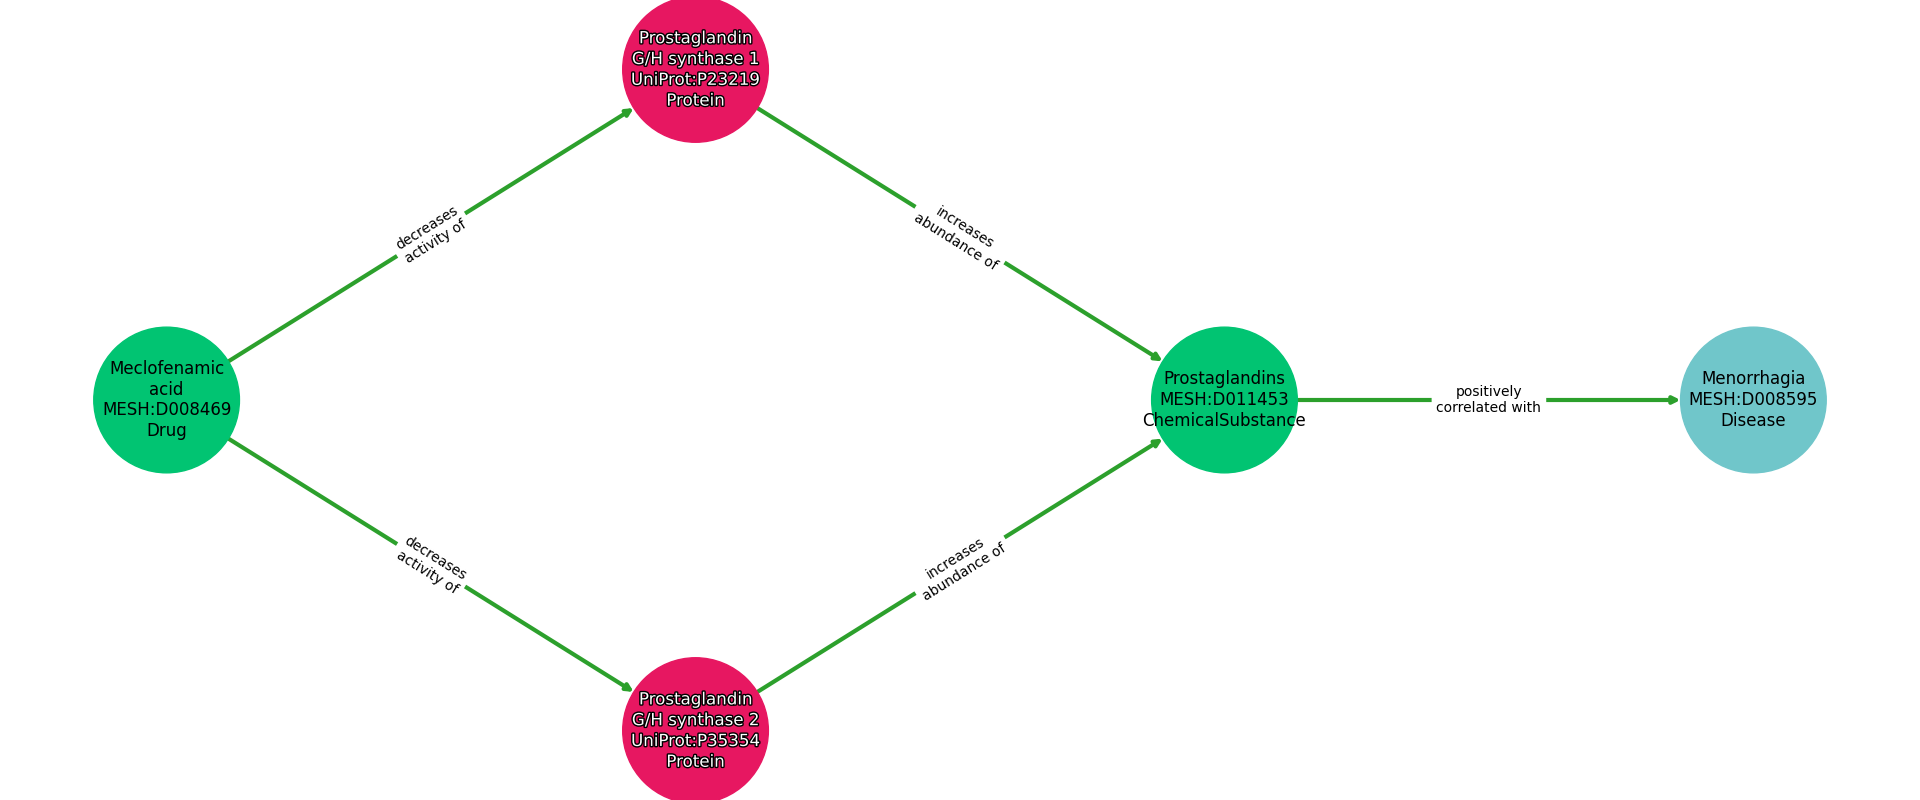 Prostaglandin
G/H synthase 1
UniProt:P23219
Protein
decreases
activity of
increases
abundance of
Meclofenamic
acid
MESH:D008469
Drug
Prostaglandins
MESH:D011453
ChemicalSubstance
positively
correlated with
Menorrhagia
MESH:D008595
Disease
decreases
activity of
increases
abundance of
Prostaglandin
G/H synthase 2
UniProt:P35354
Protein